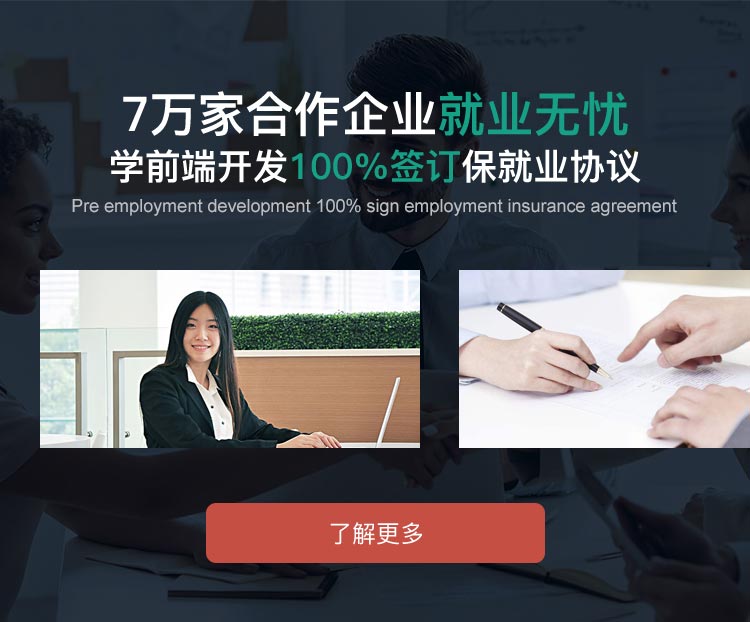 7万家合作企业就业无忧
学前端开发100%签订保就业协议
Pre employment development 100% sign employment insurance agreement
了解更多